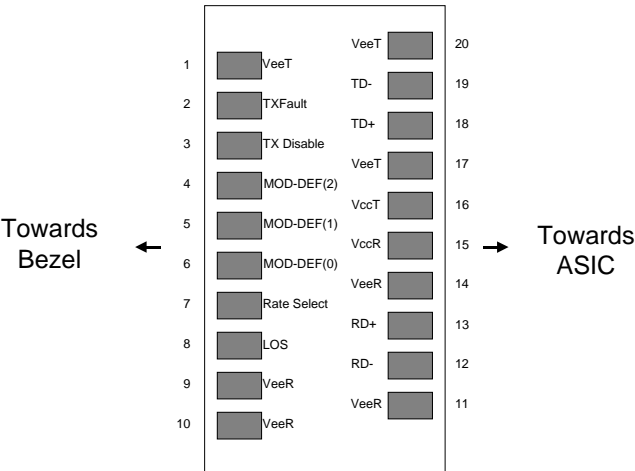 VeeT 20
1 VeeT
TD- 19
2 TXFault
TD+ 18
3 TX Disable
VeeT 17
4 MOD-DEF(2)
VccT 16
5 MOD-DEF(1)
Towards
Bezel
VccR 15
Towards
ASIC
6 MOD-DEF(0)
VeeR 14
7 Rate Select
RD+ 13
8 LOS
RD- 12
9 VeeR
VeeR 11
10 VeeR